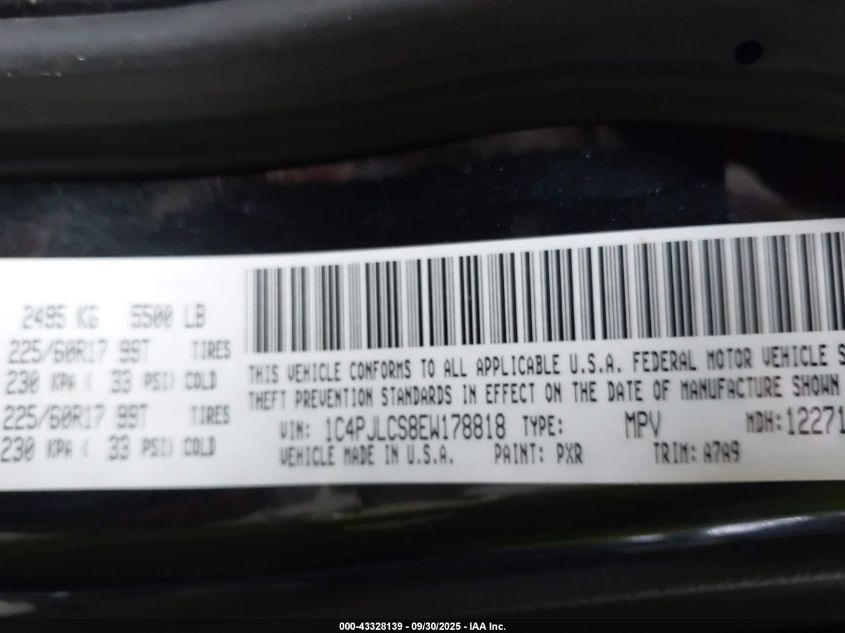 2495 KG 5500 LB
225/60R17 99T TIRES
230 KPA ( 33 PSI) COLD
225/60R17 99T TIRES
230 KPA ( 33 PSI) COLD
THIS VEHICLE CONFORMS TO ALL APPLICABLE U.S.A. FEDERAL MOTOR VEHICLE S
THEFT PREVENTION STANDARDS IN EFFECT ON THE DATE OF MANUFACTURE SHOWN
VIN: 1C4PJLCS8EW178818 TYPE: MPV MDH: 12271
VEHICLE MADE IN U.S.A. PAINT: PXR TRIM: A7A9
000-43328139 - 09/30/2025 - IAA Inc.